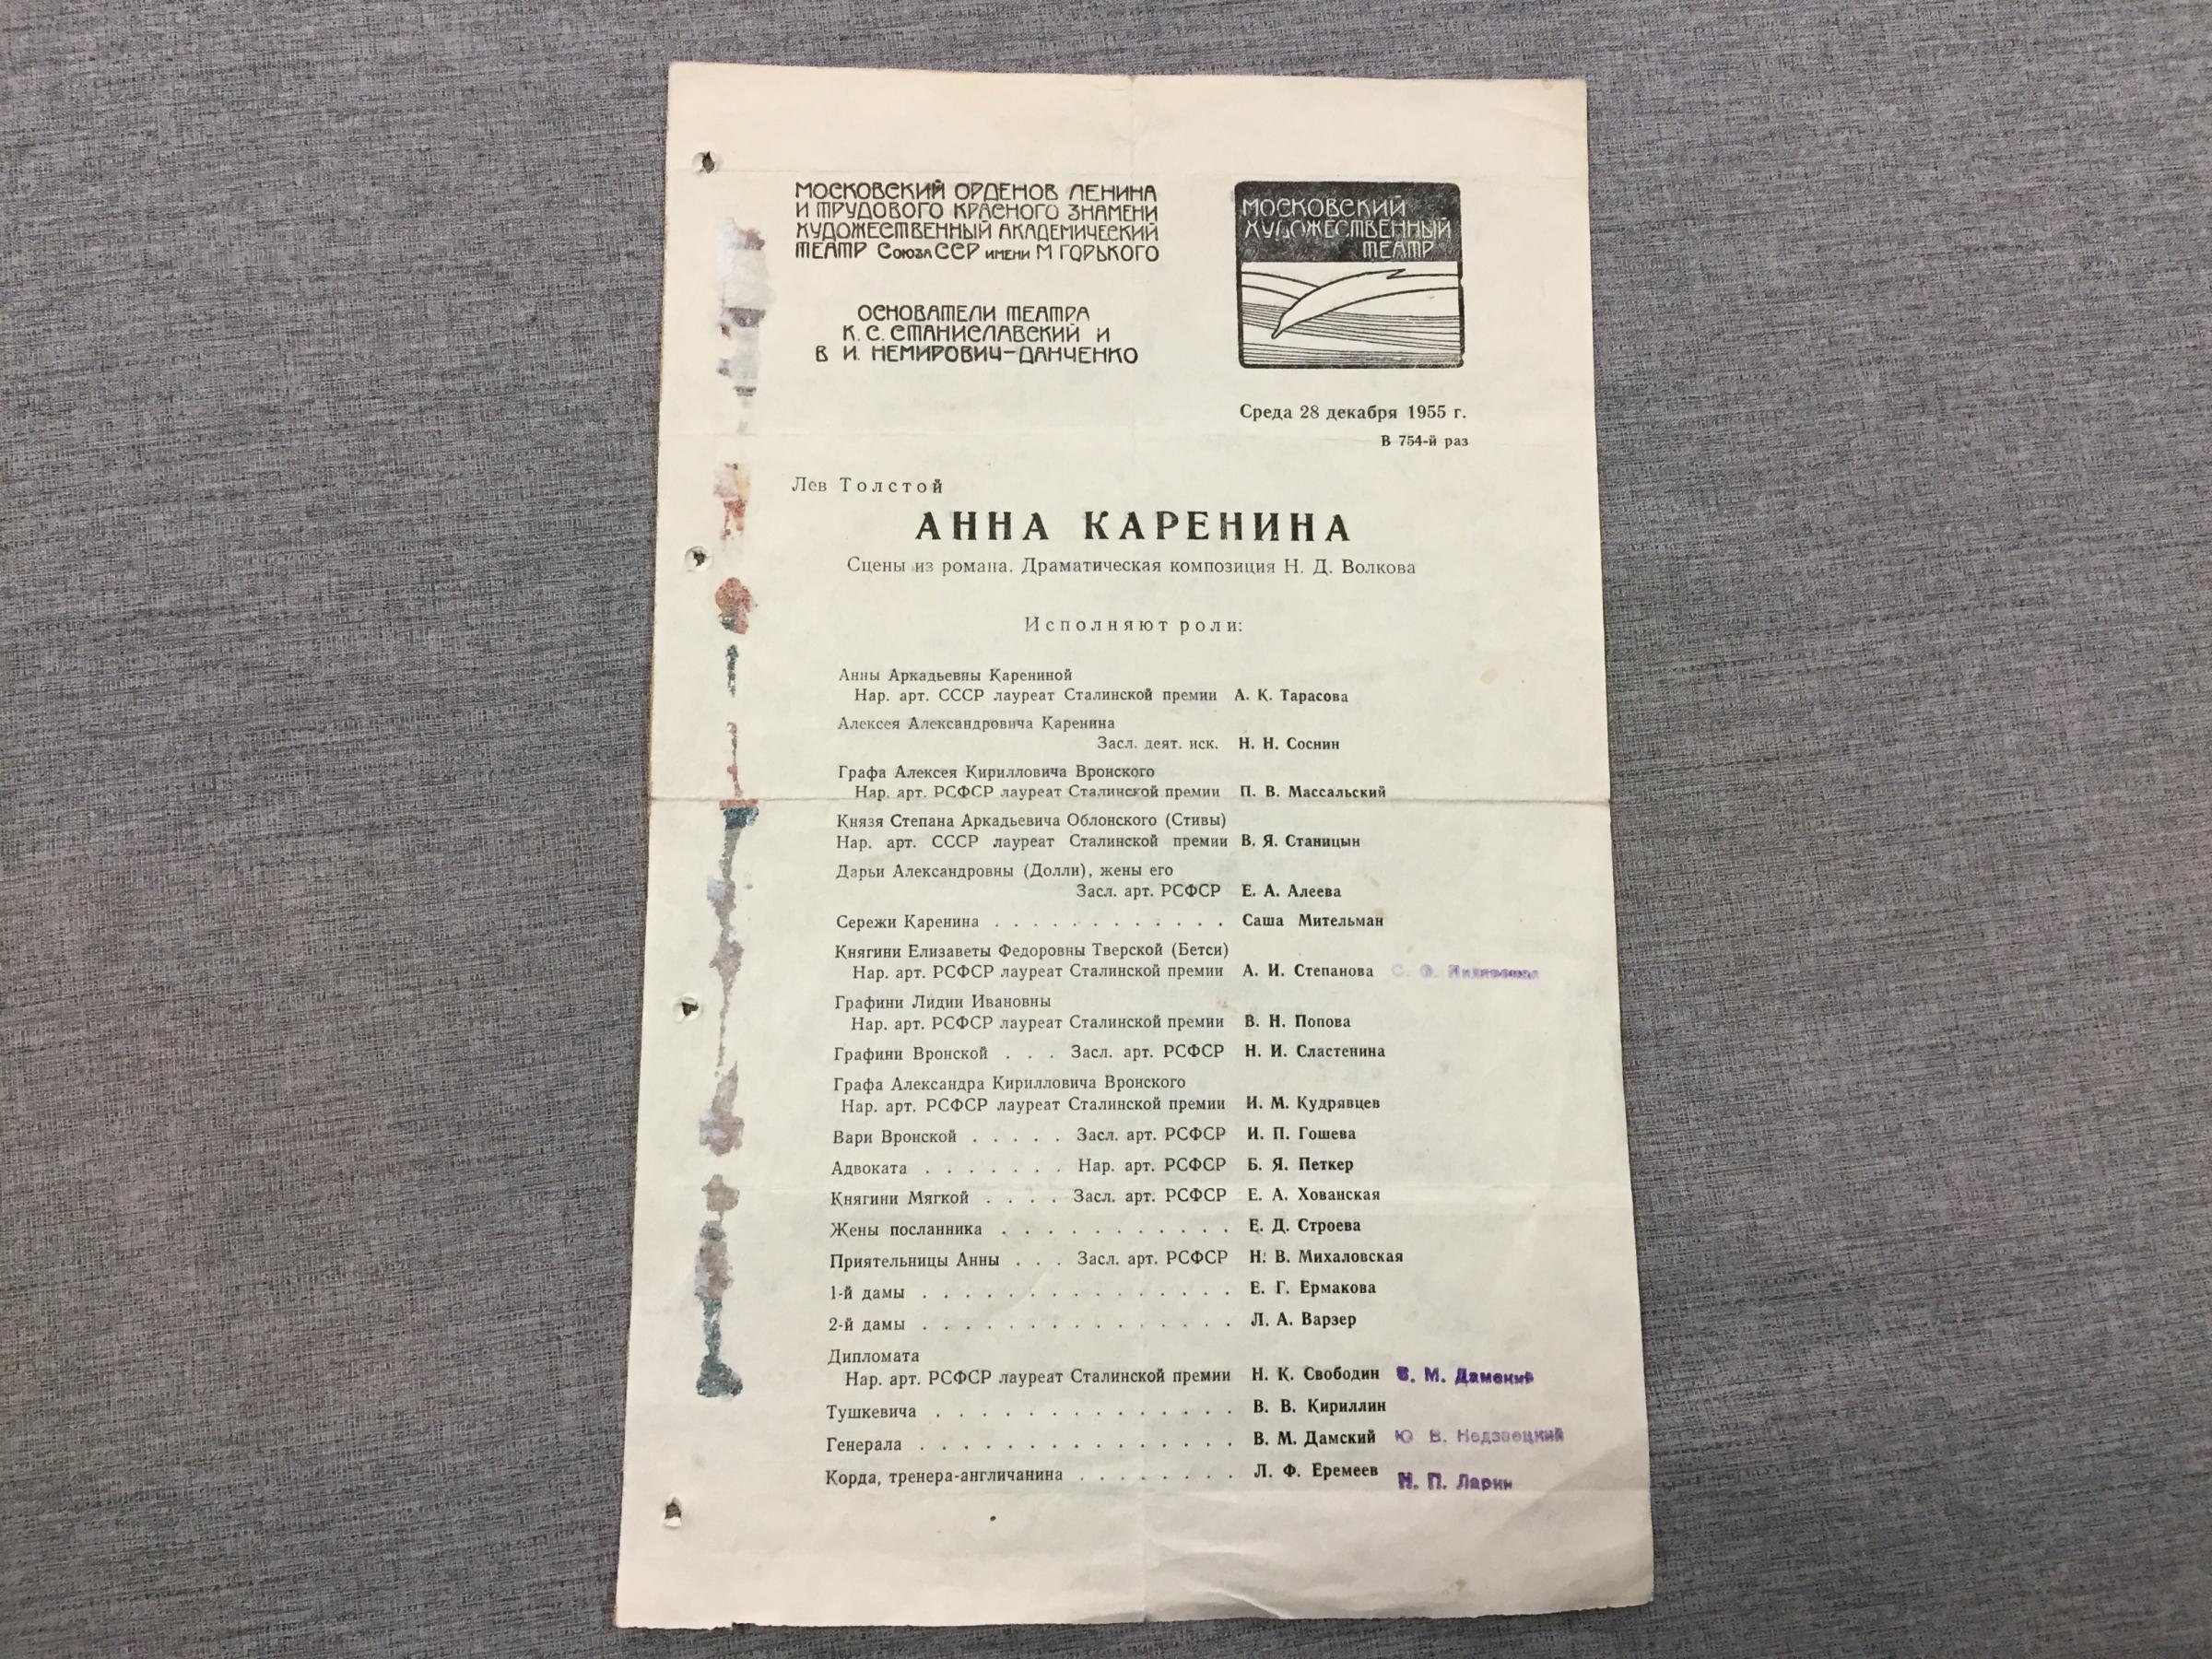 МОСКОВСКИЙ ОРДЕНОВ ЛЕНИНА
И ТРУДОВОГО КРАСНОГО ЗНАМЕНИ
ХУДОЖЕСТВЕННЫЙ АКАДЕМИЧЕСКИЙ
ТЕАТР СОЮЗА ССР ИМЕНИ М ГОРЬКОГО
ОСНОВАТЕЛИ ТЕАТРА
К. С. СТАНИСЛАВСКИЙ И
В И. НЕМИРОВИЧ-ДАНЧЕНКО
МОСКОВСКИЙ
ХУДОЖЕСТВЕННЫЙ
ТЕАТР
Среда 28 декабря 1955 г.
В 754-й раз
Лев Толстой
АННА КАРЕНИНА
Сцены из романа. Драматическая композиция Н. Д. Волкова
Исполняют роли:
Анны Аркадьевны Карениной
Нар. арт. СССР лауреат Сталинской премии А. К. Тарасова
Алексея Александровича Каренина
Засл. деят. иск. Н. Н. Соснин
Графа Алексея Кирилловича Вронского
Нар. арт. РСФСР лауреат Сталинской премии П. В. Массальский
Князя Степана Аркадьевича Облонского (Стивы)
Нар. арт. СССР лауреат Сталинской премии В. Я. Станицын
Дарьи Александровны (Долли), жены его
Засл. арт. РСФСР Е. А. Алеева
Сережи Каренина . . . . . . . . . . . . Саша Мительман
Княгини Елизаветы Федоровны Тверской (Бетси)
Нар. арт. РСФСР лауреат Сталинской премии А. И. Степанова
Графини Лидии Ивановны
Нар. арт. РСФСР лауреат Сталинской премии В. Н. Попова
Графини Вронской . . . Засл. арт. РСФСР Н. И. Сластенина
Графа Александра Кирилловича Вронского
Нар. арт. РСФСР лауреат Сталинской премии И. М. Кудрявцев
Вари Вронской . . . . . Засл. арт. РСФСР И. П. Гошева
Адвоката . . . . . . . Нар. арт. РСФСР Б. Я. Петкер
Княгини Мягкой . . . . Засл. арт. РСФСР Е. А. Хованская
Жены посланника . . . . . . . . . . . Е. Д. Строева
Приятельницы Анны . . . Засл. арт. РСФСР Н. В. Михаловская
1-й дамы . . . . . . . . . . . . . . . Е. Г. Ермакова
2-й дамы . . . . . . . . . . . . . . . Л. А. Варзер
Дипломата
Нар. арт. РСФСР лауреат Сталинской премии Н. К. Свободин В. М. Дамский
Тушкевича . . . . . . . . . . . . . . В. В. Кириллин
Генерала . . . . . . . . . . . . . . . В. М. Дамский Ю В. Недзвецкий
Корда, тренера-англичанина . . . . . . . . Л. Ф. Еремеев Н. П. Ларин